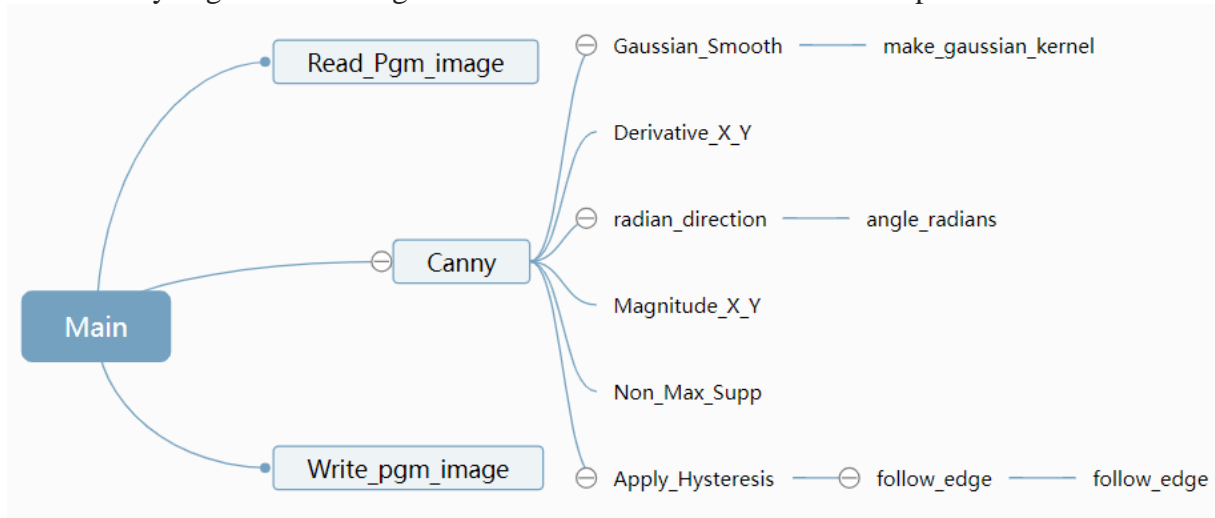 Main
Read_Pgm_image
Canny
Write_pgm_image
Gaussian_Smooth
make_gaussian_kernel
Derivative_X_Y
radian_direction
angle_radians
Magnitude_X_Y
Non_Max_Supp
Apply_Hysteresis
follow_edge
follow_edge